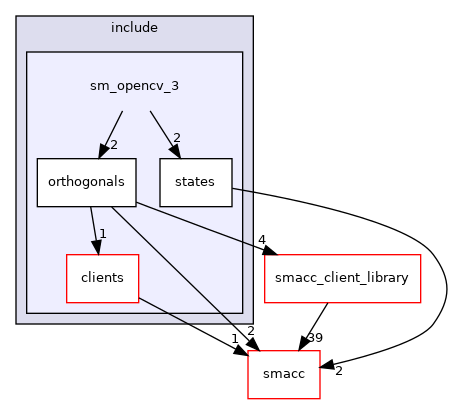 include
sm_opencv_3
2
2
orthogonals
states
1
4
clients
smacc_client_library
1
2
39
2
smacc